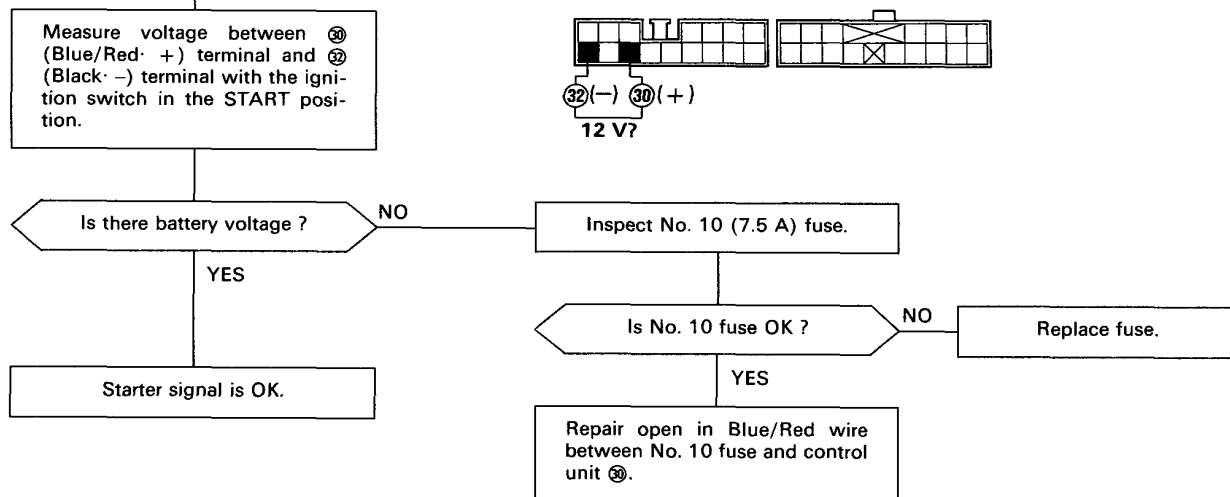 Measure voltage between ㉚
(Blue/Red· +) terminal and ㉜
(Black· −) terminal with the igni-
tion switch in the START posi-
tion.
㉜(−) ㉚(+)
12 V?
Is there battery voltage ?
NO
Inspect No. 10 (7.5 A) fuse.
YES
Is No. 10 fuse OK ?
NO
Replace fuse.
Starter signal is OK.
YES
Repair open in Blue/Red wire
between No. 10 fuse and control
unit ㉚.